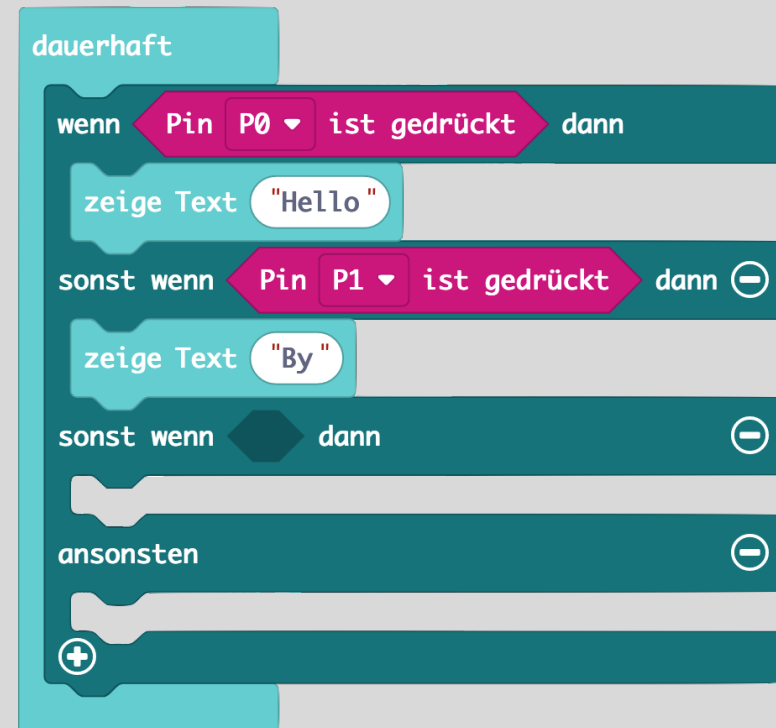 dauerhaft
wenn Pin P0 ist gedrückt dann
zeige Text "Hello"
sonst wenn Pin P1 ist gedrückt dann
zeige Text "By"
sonst wenn dann
ansonsten